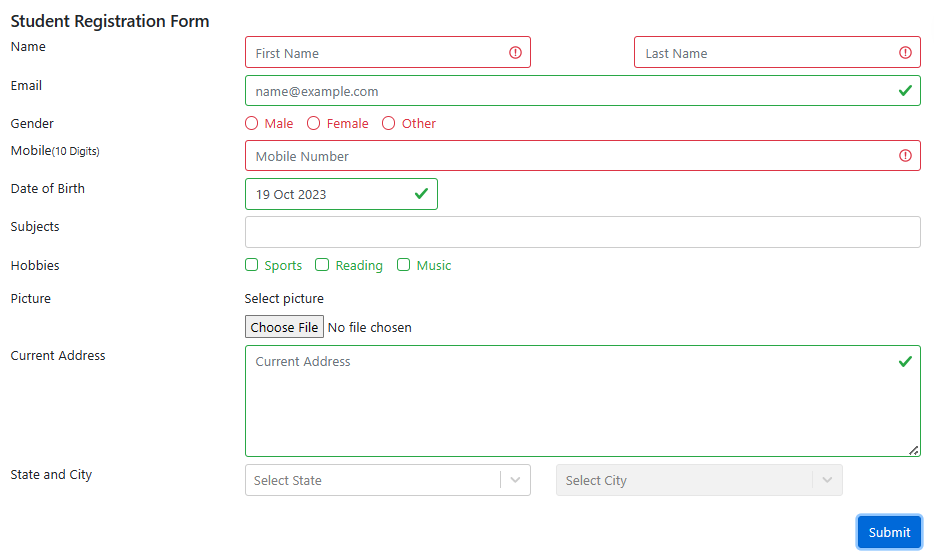 Student Registration Form
Name
First Name
Last Name
Email
name@example.com
Gender
Male Female Other
Mobile(10 Digits)
Mobile Number
Date of Birth
19 Oct 2023
Subjects
Hobbies
Sports Reading Music
Picture
Select picture
Choose File No file chosen
Current Address
Current Address
State and City
Select State
Select City
Submit